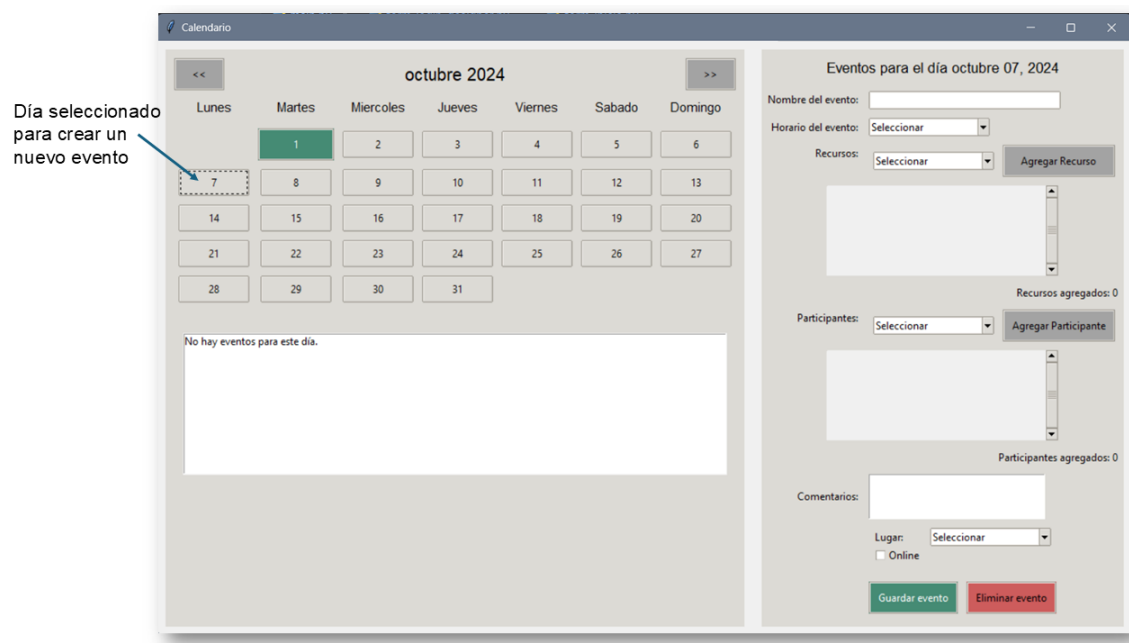 Calendario
Día seleccionado
para crear un
nuevo evento
<<
octubre 2024
>>
Lunes Martes Miercoles Jueves Viernes Sabado Domingo
1 2 3 4 5 6
7 8 9 10 11 12 13
14 15 16 17 18 19 20
21 22 23 24 25 26 27
28 29 30 31
No hay eventos para este día.
Eventos para el día octubre 07, 2024
Nombre del evento:
Horario del evento: Seleccionar
Recursos: Seleccionar Agregar Recurso
Recursos agregados: 0
Participantes: Seleccionar Agregar Participante
Participantes agregados: 0
Comentarios:
Lugar: Seleccionar
Online
Guardar evento Eliminar evento